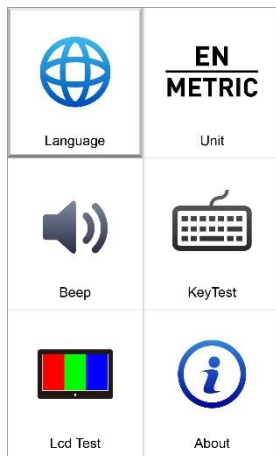 EN
METRIC
Language
Unit
Beep
KeyTest
Lcd Test
About